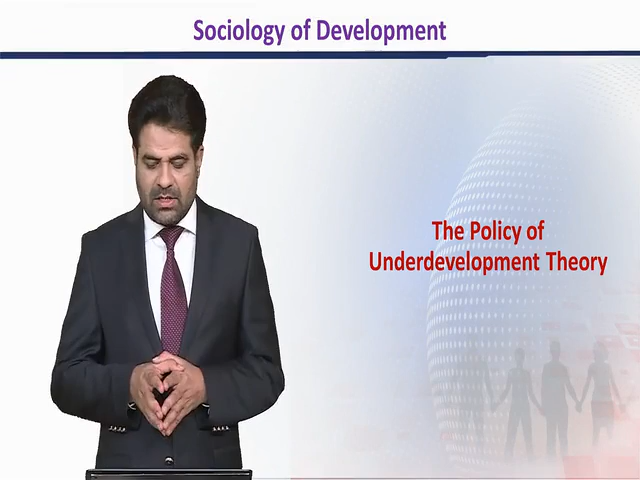 Sociology of Development
The Policy of
Underdevelopment Theory